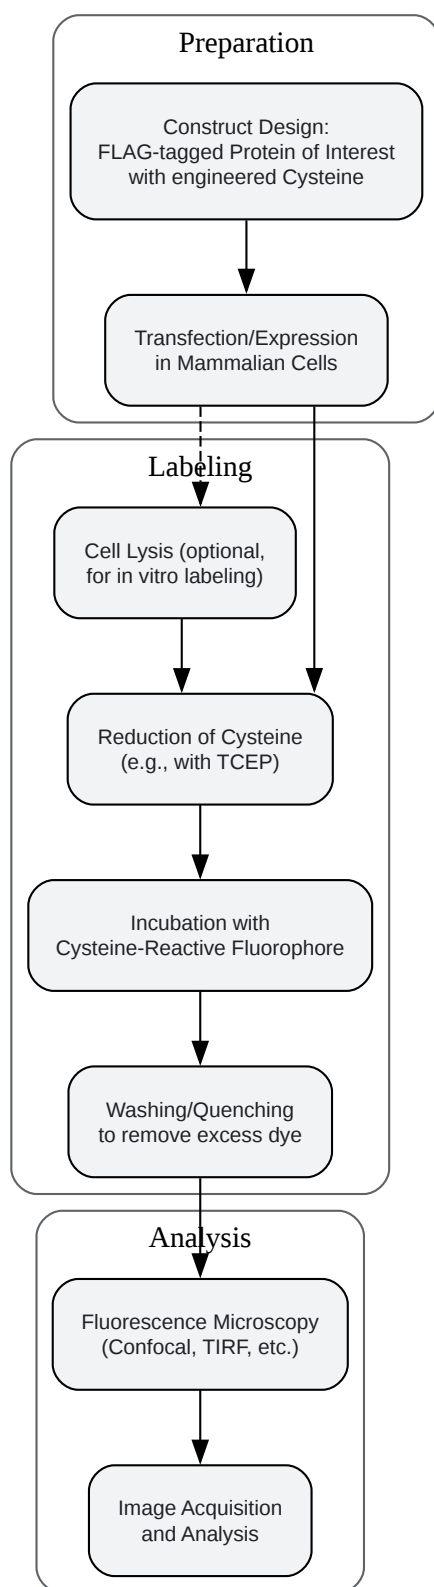 Preparation
Construct Design:
FLAG-tagged Protein of Interest
with engineered Cysteine
Transfection/Expression
in Mammalian Cells
Labeling
Cell Lysis (optional,
for in vitro labeling)
Reduction of Cysteine
(e.g., with TCEP)
Incubation with
Cysteine-Reactive Fluorophore
Washing/Quenching
to remove excess dye
Analysis
Fluorescence Microscopy
(Confocal, TIRF, etc.)
Image Acquisition
and Analysis